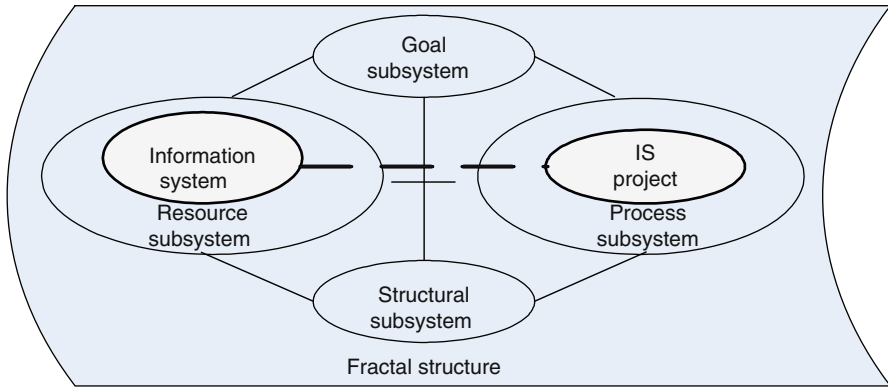 Goal
subsystem
Information
system
IS
project
Resource
subsystem
Process
subsystem
Structural
subsystem
Fractal structure